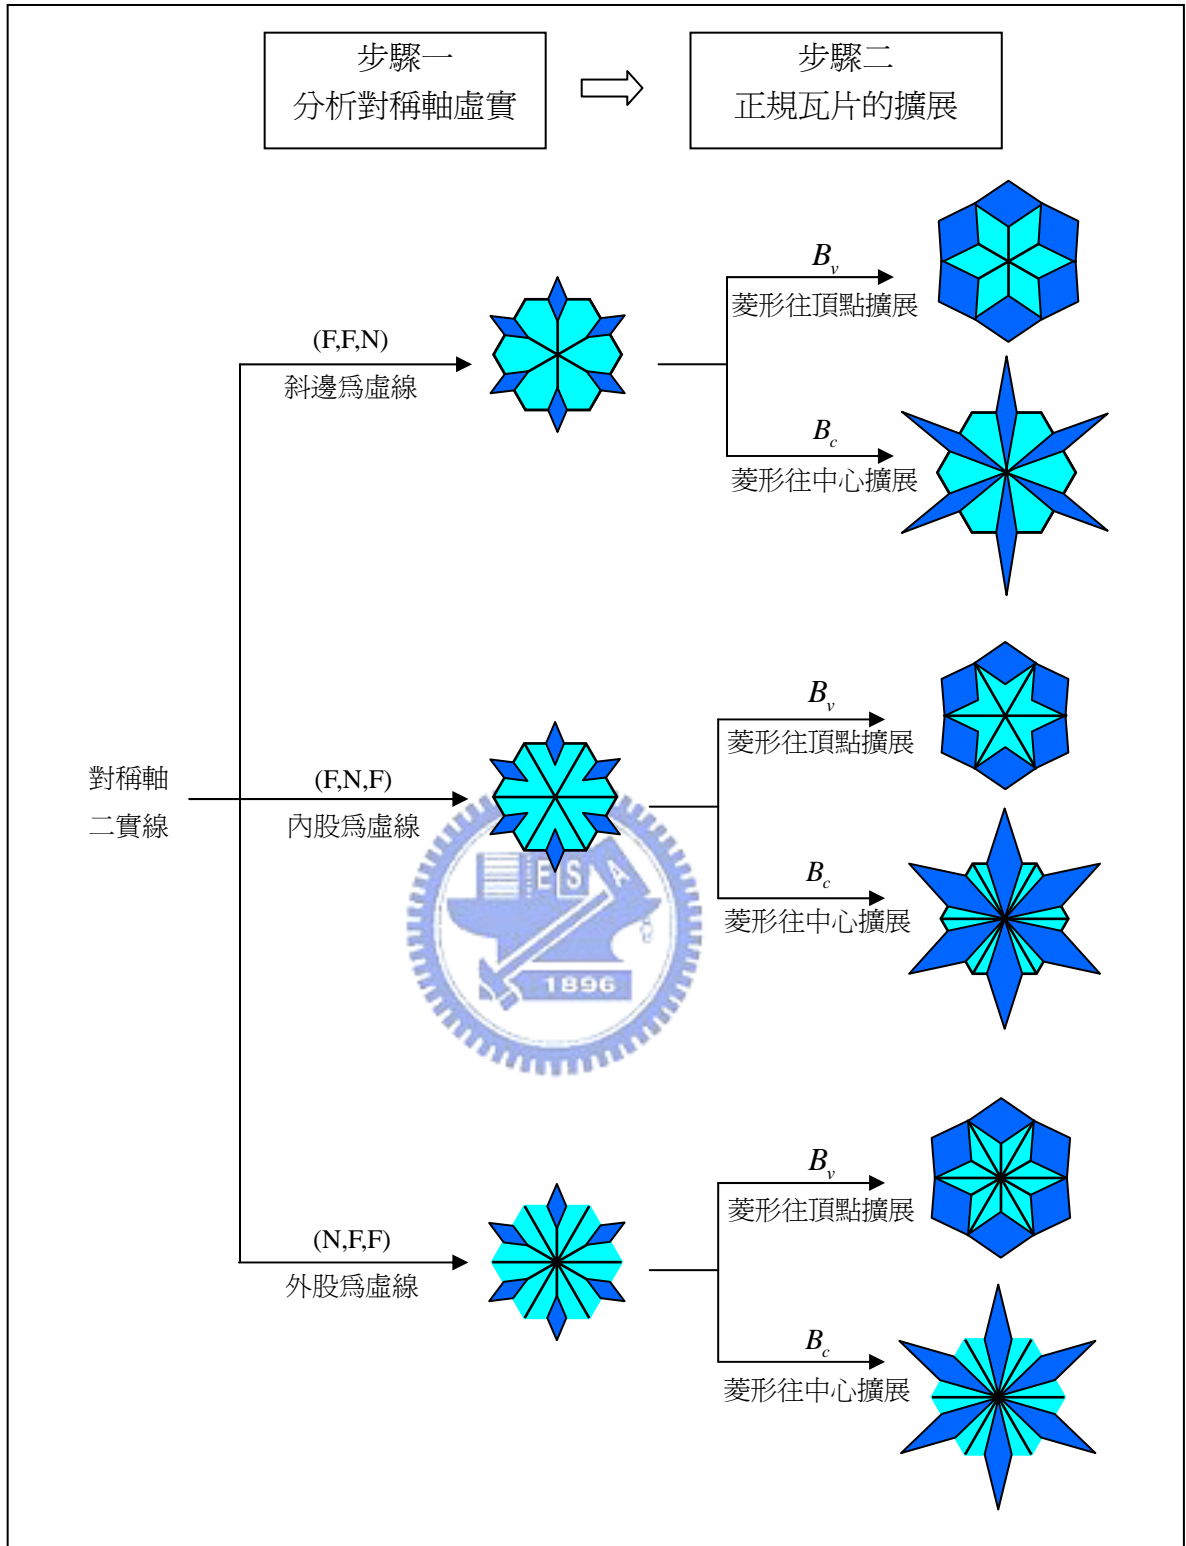 步驟一
分析對稱軸虛實
步驟二
正規瓦片的擴展
(F,F,N)
斜邊爲虛線
B_v
菱形往頂點擴展
B_c
菱形往中心擴展
對稱軸
二實線
(F,N,F)
內股爲虛線
B_v
菱形往頂點擴展
B_c
菱形往中心擴展
E S A
1896
(N,F,F)
外股爲虛線
B_v
菱形往頂點擴展
B_c
菱形往中心擴展